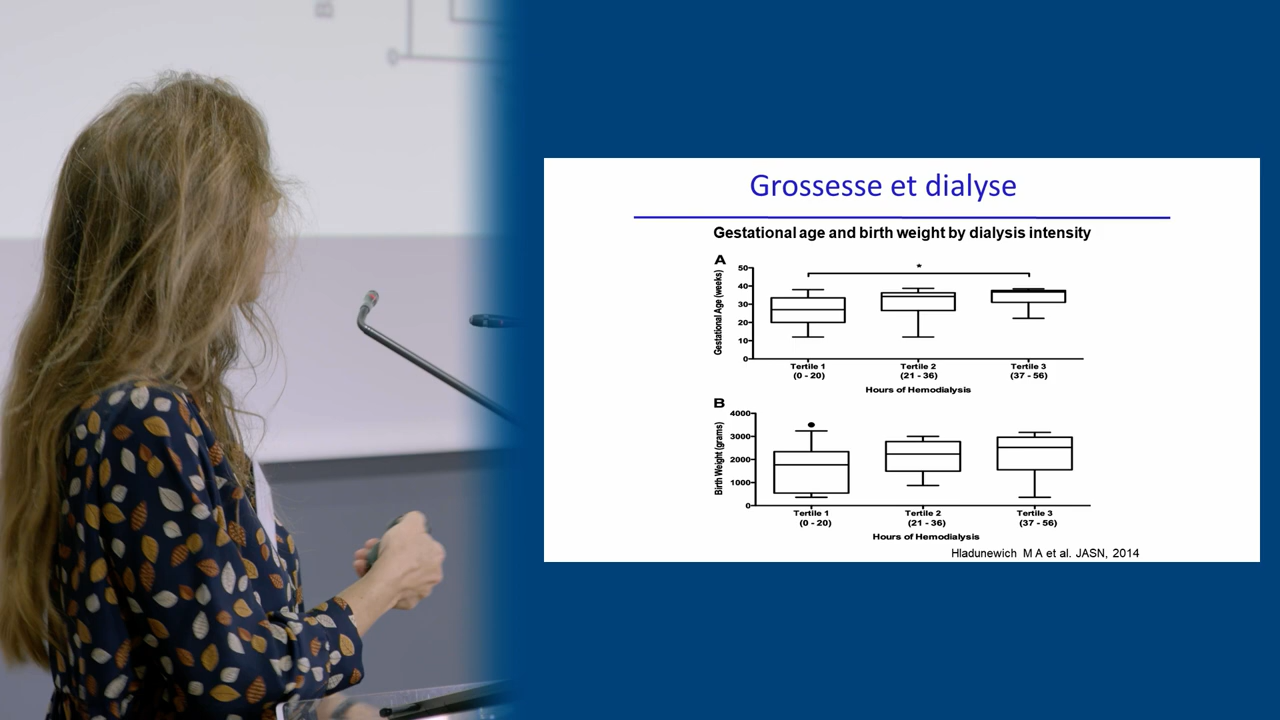 B
0
Grossesse et dialyse
Gestational age and birth weight by dialysis intensity
A
*
Gestational Age (weeks)
50
40
30
20
10
0
Tertile 1 Tertile 2 Tertile 3
(0 - 20) (21 - 36) (37 - 56)
Hours of Hemodialysis
B
Birth Weight (grams)
4000
3000
2000
1000
0
Tertile 1 Tertile 2 Tertile 3
(0 - 20) (21 - 36) (37 - 56)
Hours of Hemodialysis
Hladunewich M A et al. JASN, 2014